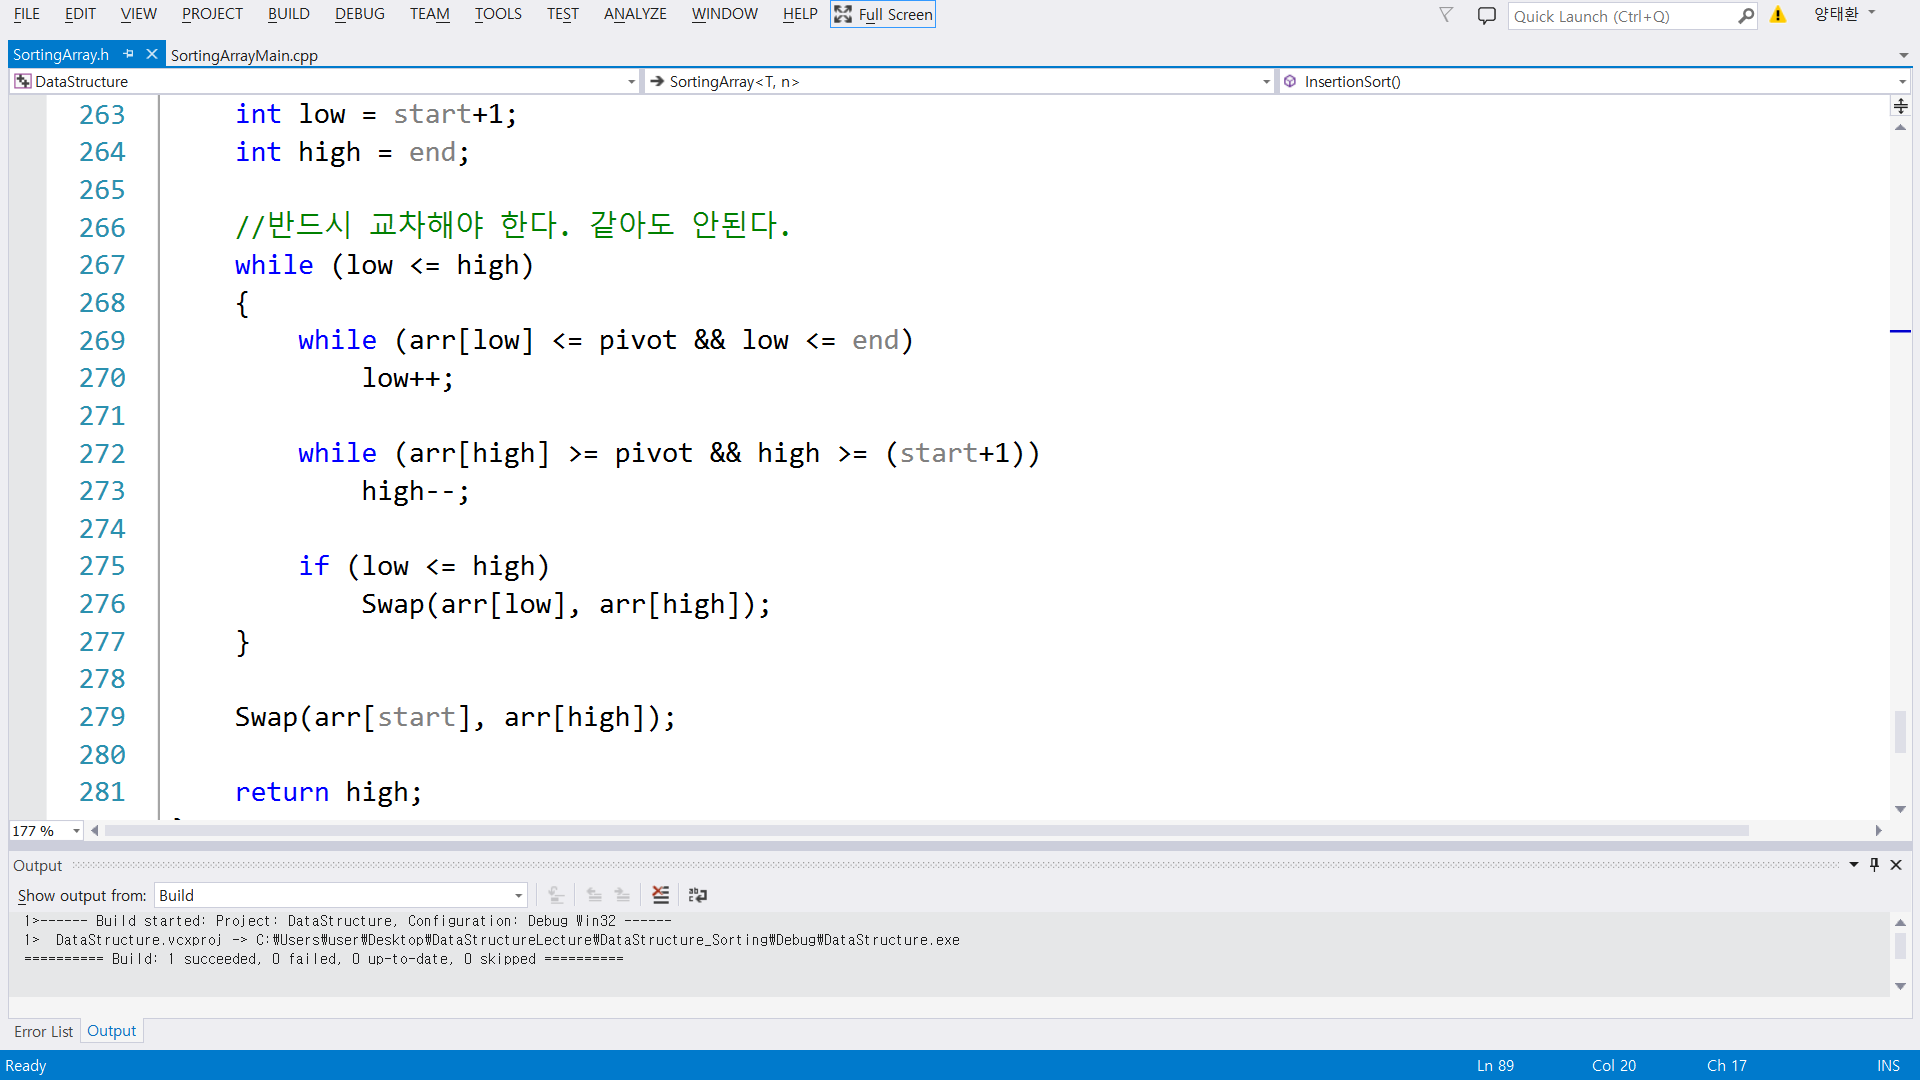 FILE EDIT VIEW PROJECT BUILD DEBUG TEAM TOOLS TEST ANALYZE WINDOW HELP Full Screen Quick Launch (Ctrl+Q) 양태환
SortingArray.h SortingArrayMain.cpp
DataStructure SortingArray<T, n> InsertionSort()
263 int low = start+1;
264 int high = end;
265
266 //반드시 교차해야 한다. 같아도 안된다.
267 while (low <= high)
268 {
269 while (arr[low] <= pivot && low <= end)
270 low++;
271
272 while (arr[high] >= pivot && high >= (start+1))
273 high--;
274
275 if (low <= high)
276 Swap(arr[low], arr[high]);
277 }
278
279 Swap(arr[start], arr[high]);
280
281 return high;
177 %
Output
Show output from: Build
1>------ Build started: Project: DataStructure, Configuration: Debug Win32 ------
1>  DataStructure.vcxproj -> C:₩Users₩user₩Desktop₩DataStructureLecture₩DataStructure_Sorting₩Debug₩DataStructure.exe
========== Build: 1 succeeded, 0 failed, 0 up-to-date, 0 skipped ==========
Error List Output
Ready Ln 89 Col 20 Ch 17 INS